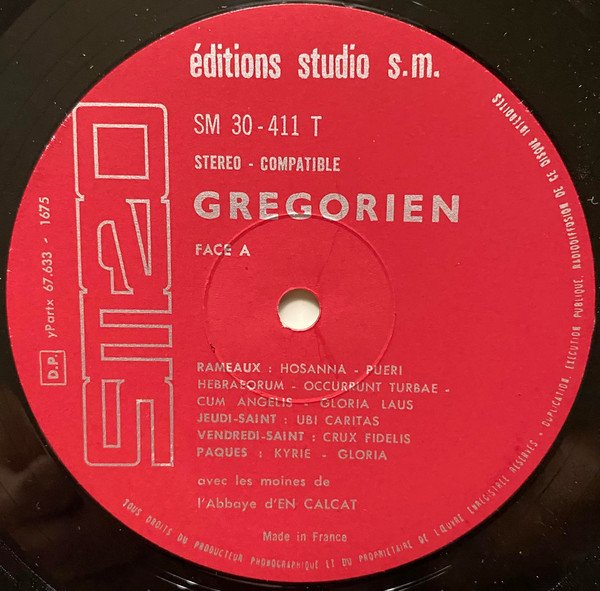 éditions studio s.m.
SM 30-411 T
STEREO - COMPATIBLE
GREGORIEN
FACE A
RAMEAUX : HOSANNA - PUERI
HEBRAEORUM - OCCURRUNT TURBAE -
CUM ANGELIS - GLORIA LAUS
JEUDI-SAINT : UBI CARITAS
VENDREDI-SAINT : CRUX FIDELIS
PAQUES : KYRIE - GLORIA
avec les moines de
l'Abbaye d'EN CALCAT
Made in France
D.P. yPartx 67.633 - 1675
TOUS DROITS DU PRODUCTEUR PHONOGRAPHIQUE ET DU PROPRIETAIRE DE L'ŒUVRE ENREGISTREE RESERVES - DUPLICATION, EXECUTION PUBLIQUE, RADIODIFFUSION DE CE DISQUE INTERDITES